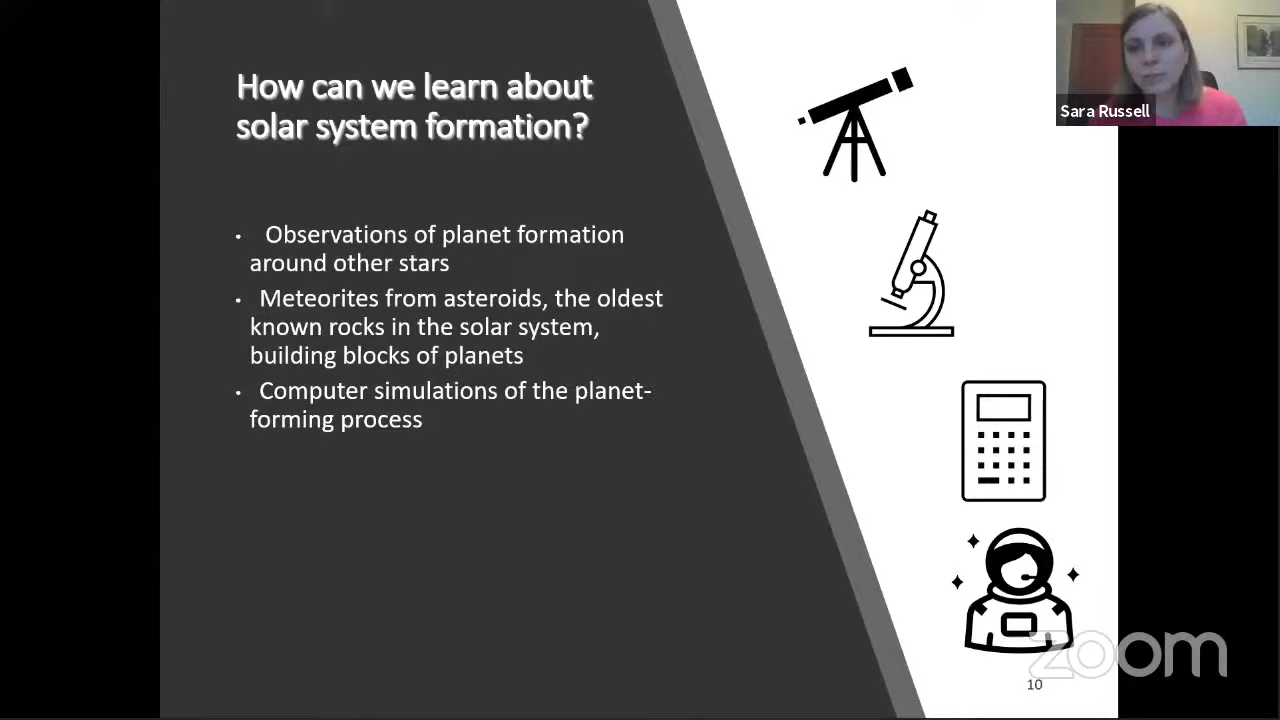 How can we learn about
solar system formation?
• Observations of planet formation
around other stars
• Meteorites from asteroids, the oldest
known rocks in the solar system,
building blocks of planets
• Computer simulations of the planet-
forming process
Sara Russell
zoom
10